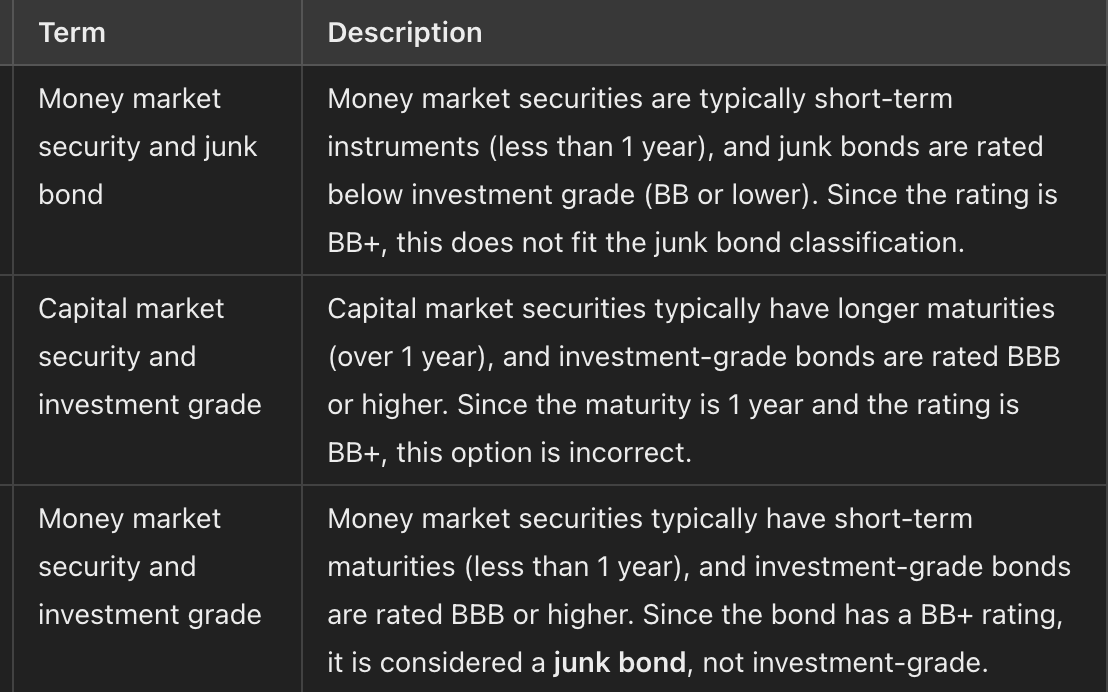 Term
Description
Money market
security and junk
bond
Money market securities are typically short-term
instruments (less than 1 year), and junk bonds are rated
below investment grade (BB or lower). Since the rating is
BB+, this does not fit the junk bond classification.
Capital market
security and
investment grade
Capital market securities typically have longer maturities
(over 1 year), and investment-grade bonds are rated BBB
or higher. Since the maturity is 1 year and the rating is
BB+, this option is incorrect.
Money market
security and
investment grade
Money market securities typically have short-term
maturities (less than 1 year), and investment-grade bonds
are rated BBB or higher. Since the bond has a BB+ rating,
it is considered a junk bond, not investment-grade.